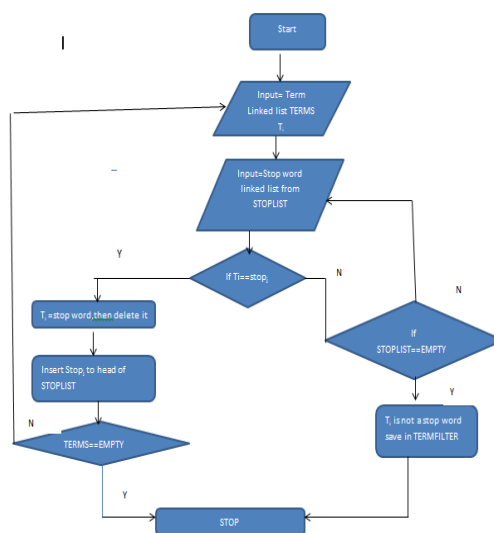 Start
Input= Term
Linked list TERMS
Ti
Input=Stop word
linked list from
STOPLIST
Y
If Ti==stopj
N
N
Ti =stop word,then delete it
If
STOPLIST==EMPTY
Insert Stopj to head of
STOPLIST
Y
N
Ti is not a stop word
save in TERMFILTER
TERMS==EMPTY
Y
STOP